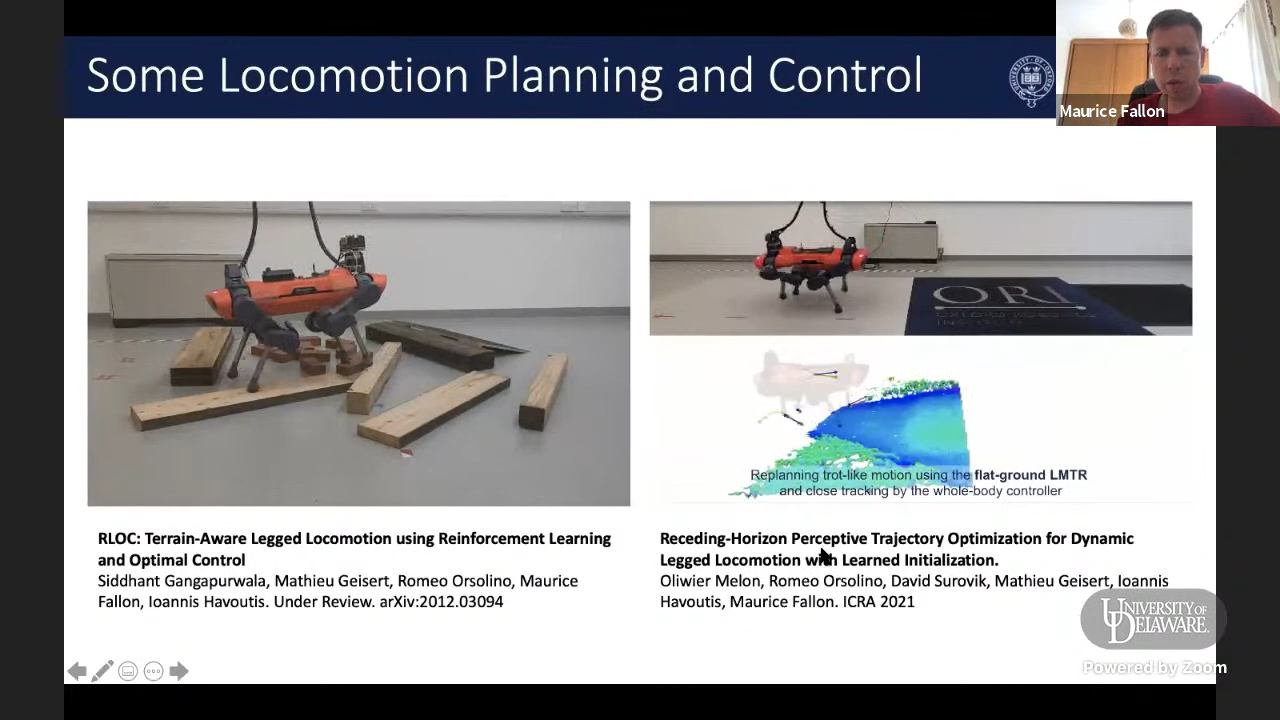 Some Locomotion Planning and Control
Maurice Fallon
ORI
Replanning trot-like motion using the flat-ground LMTR
and close tracking by the whole-body controller
RLOC: Terrain-Aware Legged Locomotion using Reinforcement Learning
and Optimal Control
Siddhant Gangapurwala, Mathieu Geisert, Romeo Orsolino, Maurice
Fallon, Ioannis Havoutis. Under Review. arXiv:2012.03094
Receding-Horizon Perceptive Trajectory Optimization for Dynamic
Legged Locomotion with Learned Initialization.
Oliwier Melon, Romeo Orsolino, David Surovik, Mathieu Geisert, Ioannis
Havoutis, Maurice Fallon. ICRA 2021
UNIVERSITY OF
DELAWARE.
Powered by Zoom